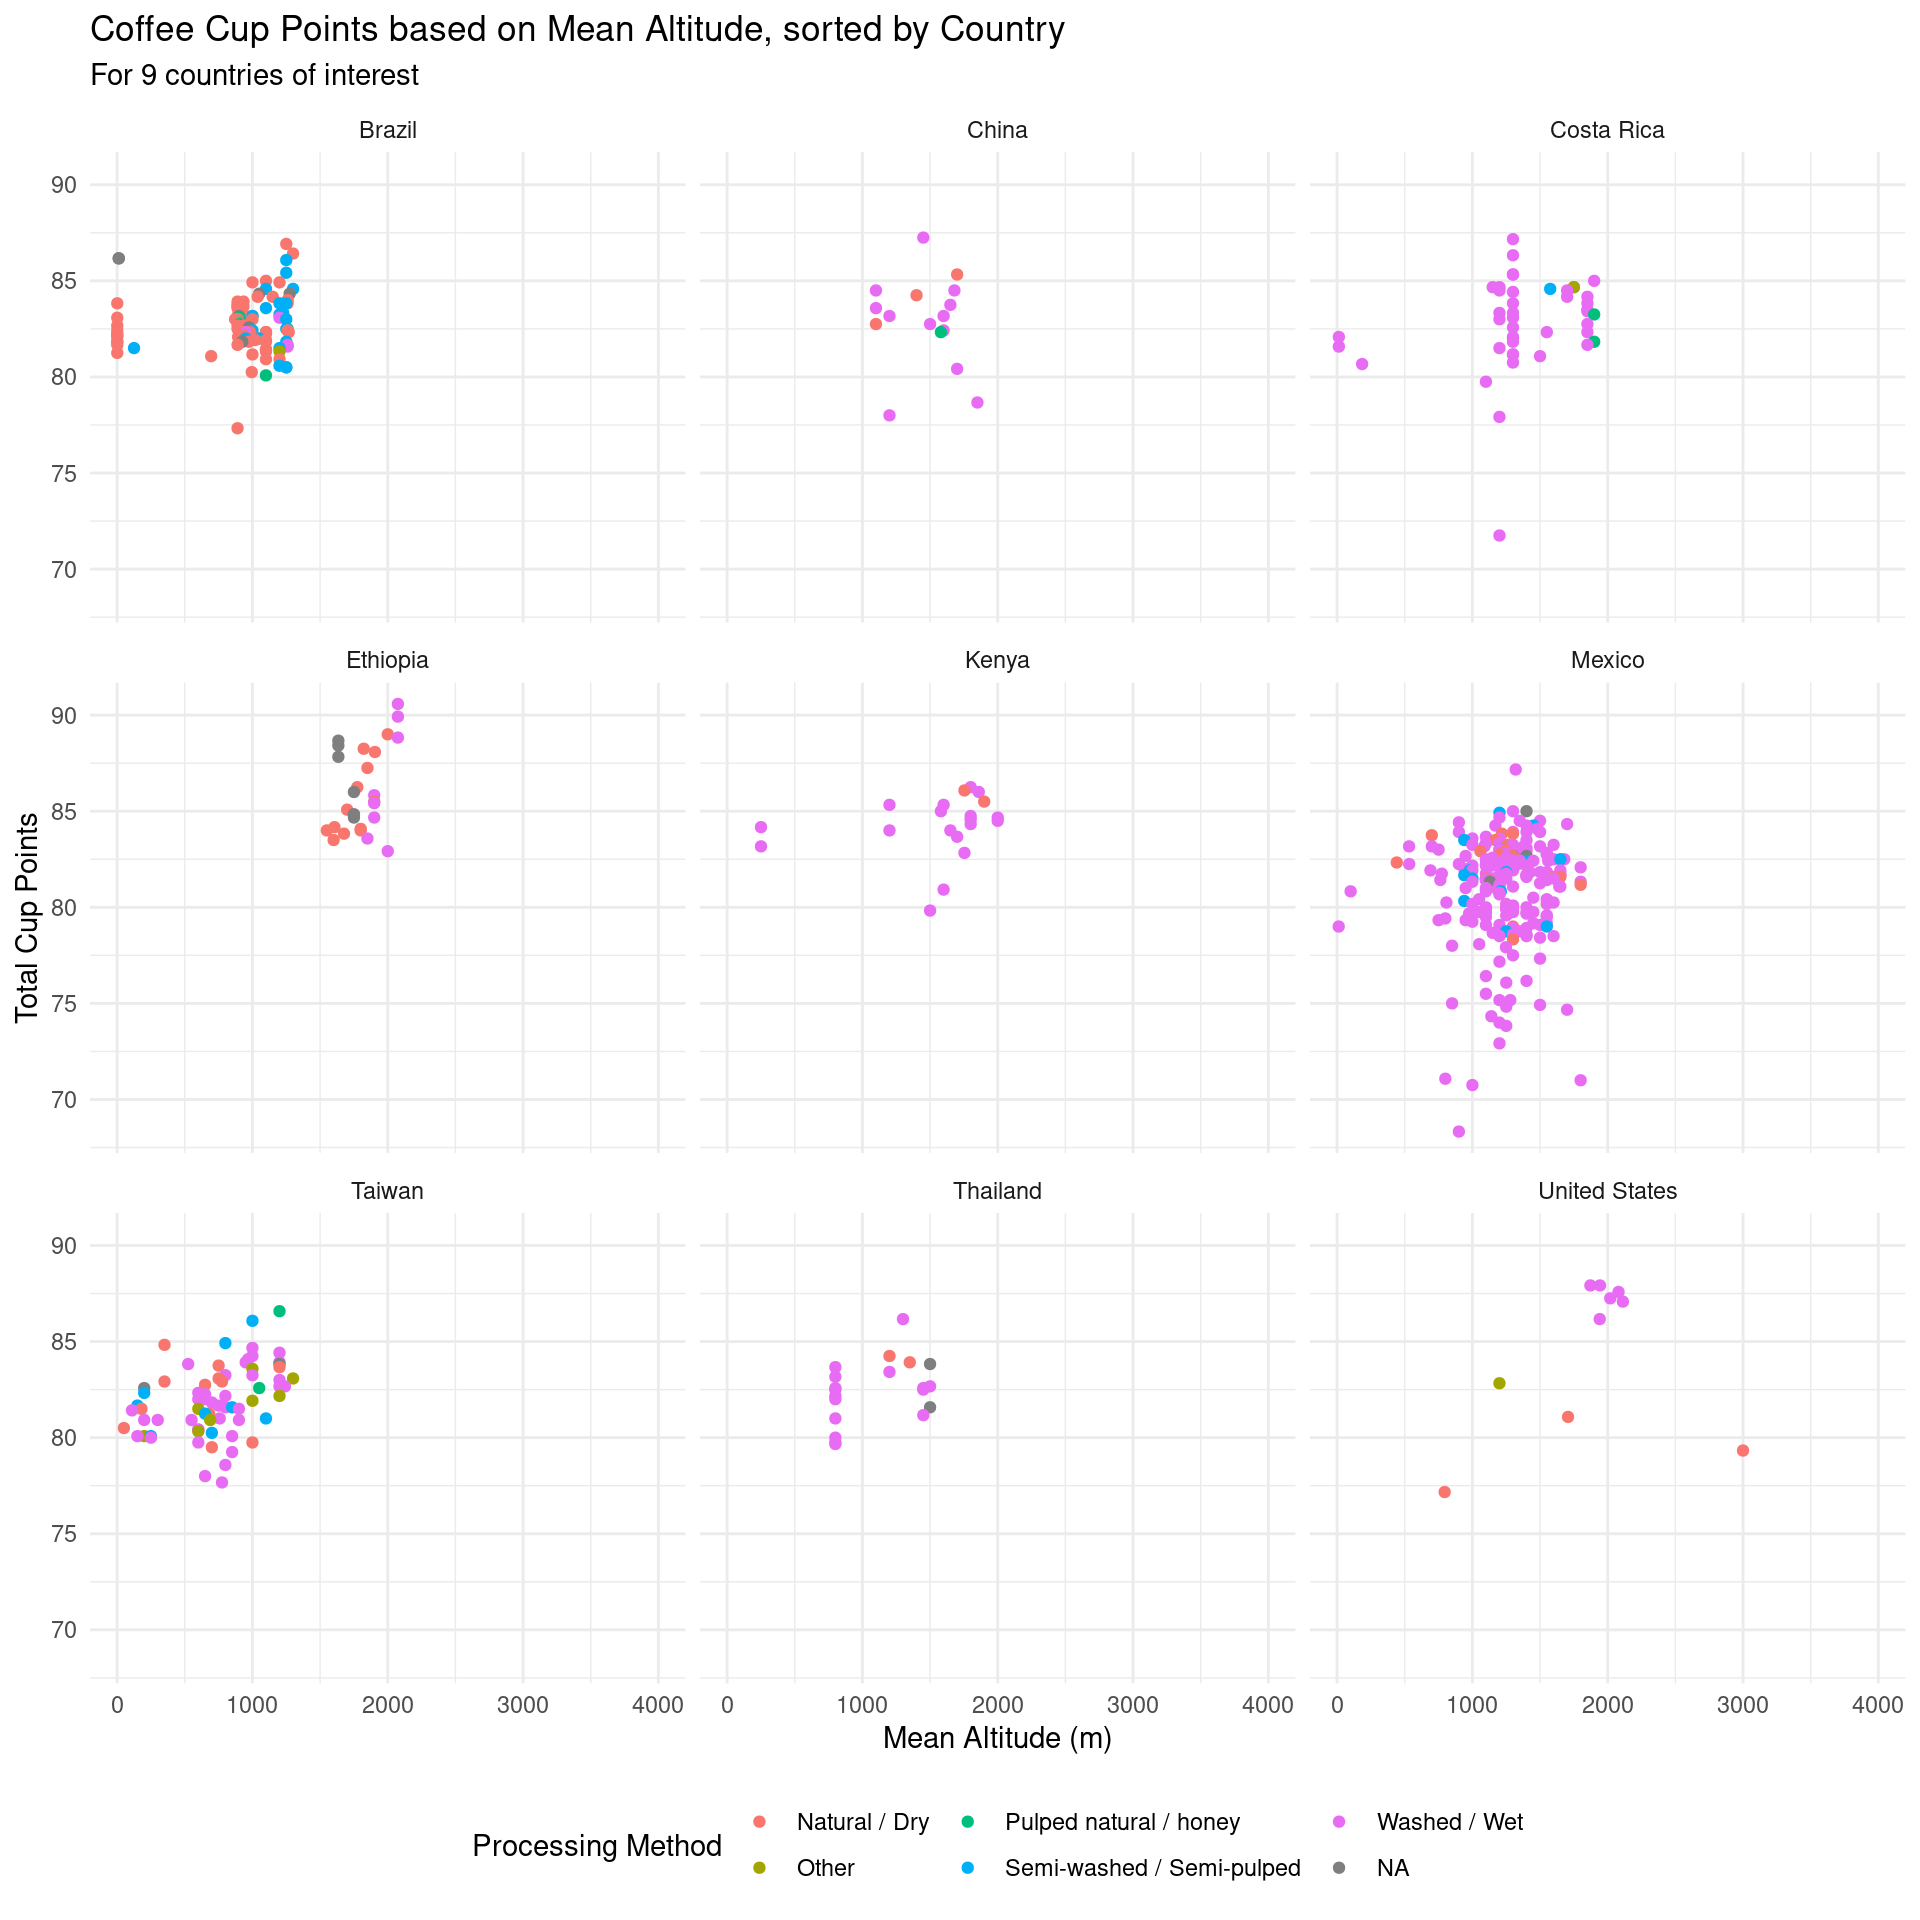 Coffee Cup Points based on Mean Altitude, sorted by Country
For 9 countries of interest
Brazil
China
Costa Rica
90
85
80
75
70
Ethiopia
Kenya
Mexico
90
85
80
75
70
Total Cup Points
Taiwan
Thailand
United States
90
85
80
75
70
0 1000 2000 3000 4000
0 1000 2000 3000 4000
0 1000 2000 3000 4000
Mean Altitude (m)
Processing Method
Natural / Dry
Other
Pulped natural / honey
Semi-washed / Semi-pulped
Washed / Wet
NA